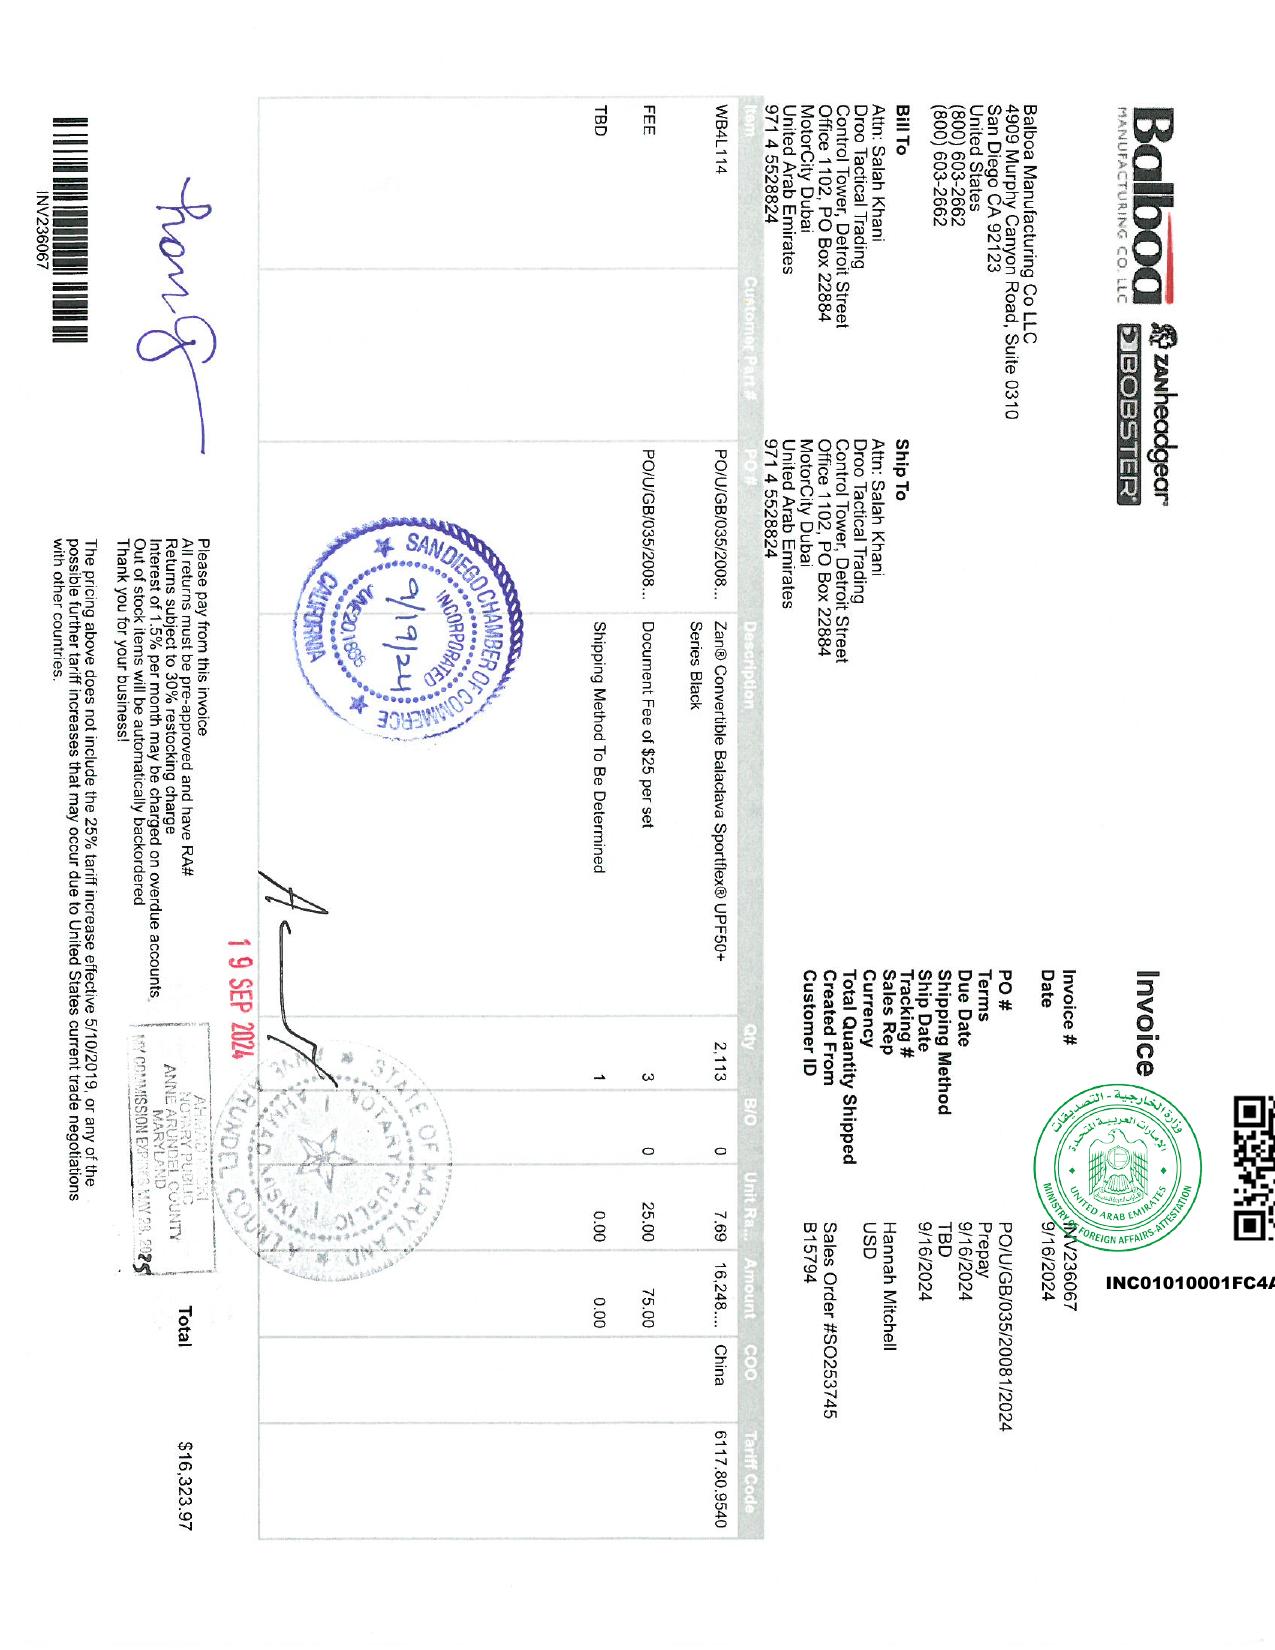 Balboa
MANUFACTURING CO. LLC
ZANheadgear
BOBSTER
Invoice
INC01010001FC4A
Balboa Manufacturing Co LLC
4909 Murphy Canyon Road, Suite 0310
San Diego CA 92123
United States
(800) 603-2662
(800) 603-2662
Invoice # INV236067
Date 9/16/2024
PO # PO/U/GB/035/20081/2024
Terms Prepay
Due Date 9/16/2024
Shipping Method TBD
Ship Date 9/16/2024
Tracking #
Sales Rep Hannah Mitchell
Currency USD
Total Quantity Shipped
Created From Sales Order #SO253745
Customer ID B15794
وزارة الخارجية - التصديقات
الإمارات العربية المتحدة
UNITED ARAB EMIRATES
MINISTRY OF FOREIGN AFFAIRS-ATTESTATION
Bill To
Attn: Salah Khani
Droo Tactical Trading
Control Tower, Detroit Street
Office 1102, PO Box 22884
MotorCity Dubai
United Arab Emirates
971 4 5528824
Ship To
Attn: Salah Khani
Droo Tactical Trading
Control Tower, Detroit Street
Office 1102, PO Box 22884
MotorCity Dubai
United Arab Emirates
971 4 5528824
Item Customer Part # PO # Description Qty B/O Unit Ra... Amount COO Tariff Code
WB4L114 PO/U/GB/035/2008... Zan® Convertible Balaclava Sportflex® UPF50+ 2,113 0 7.69 16,248.... China 6117.80.9540
Series Black
FEE PO/U/GB/035/2008... Document Fee of $25 per set 3 0 25.00 75.00
TBD Shipping Method To Be Determined 1 0.00 0.00
SAN DIEGO CHAMBER OF COMMERCE
INCORPORATED
9/19/24
JUNE 20, 1896
CALIFORNIA
STATE OF MARYLAND
NOTARY PUBLIC
19 SEP 2024
NOTARY PUBLIC
ANNE ARUNDEL COUNTY
MARYLAND
MY COMMISSION EXPIRES MAY 28, 2025
Total $16,323.97
Please pay from this invoice
All returns must be pre-approved and have RA#
Returns subject to 30% restocking charge
Interest of 1.5% per month may be charged on overdue accounts.
Out of stock items will be automatically backordered
Thank you for your business!
The pricing above does not include the 25% tariff increase effective 5/10/2019, or any of the
possible further tariff increases that may occur due to United States current trade negotiations
with other countries.
INV236067